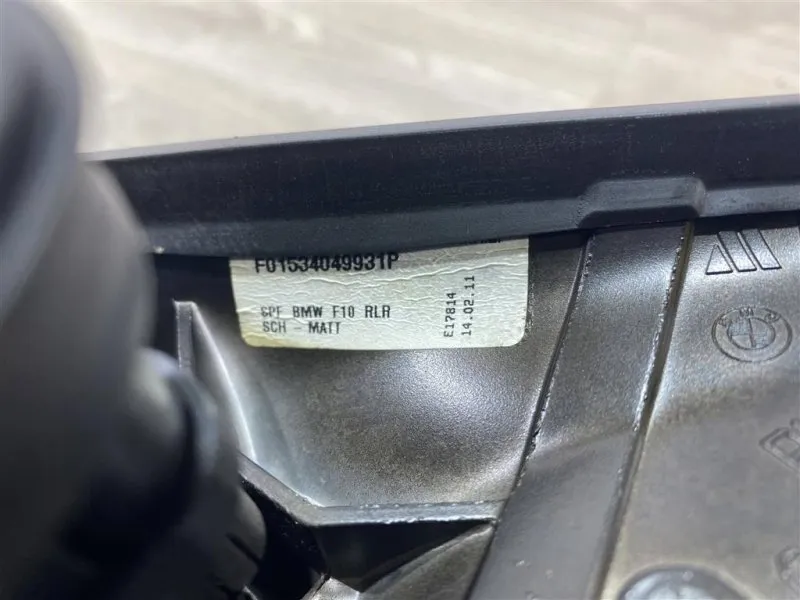 F01534049931P
SPF BMW F10 RLR
SCH - MATT
E17814
14.02.11